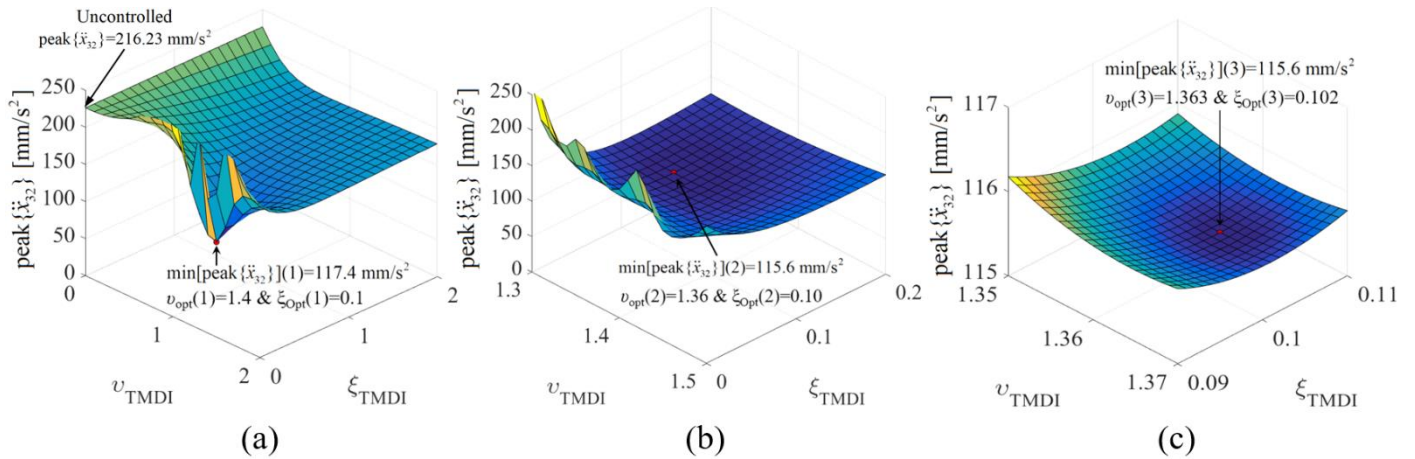 Uncontrolled
peak{ẍ₃₂}=216.23 mm/s²
250
200
150
100
50
0
peak{ẍ₃₂} [mm/s²]
min[peak{ẍ₃₂}](1)=117.4 mm/s²
υopt(1)=1.4 & ξOpt(1)=0.1
0
1
2
υTMDI
0
1
2
ξTMDI
(a)
250
200
150
100
50
0
peak{ẍ₃₂} [mm/s²]
min[peak{ẍ₃₂}](2)=115.6 mm/s²
υopt(2)=1.36 & ξOpt(2)=0.10
1.3
1.4
1.5
υTMDI
0
0.1
0.2
ξTMDI
(b)
min[peak{ẍ₃₂}](3)=115.6 mm/s²
υopt(3)=1.363 & ξOpt(3)=0.102
117
116
115
peak{ẍ₃₂} [mm/s²]
1.35
1.36
1.37
υTMDI
0.09
0.1
0.11
ξTMDI
(c)